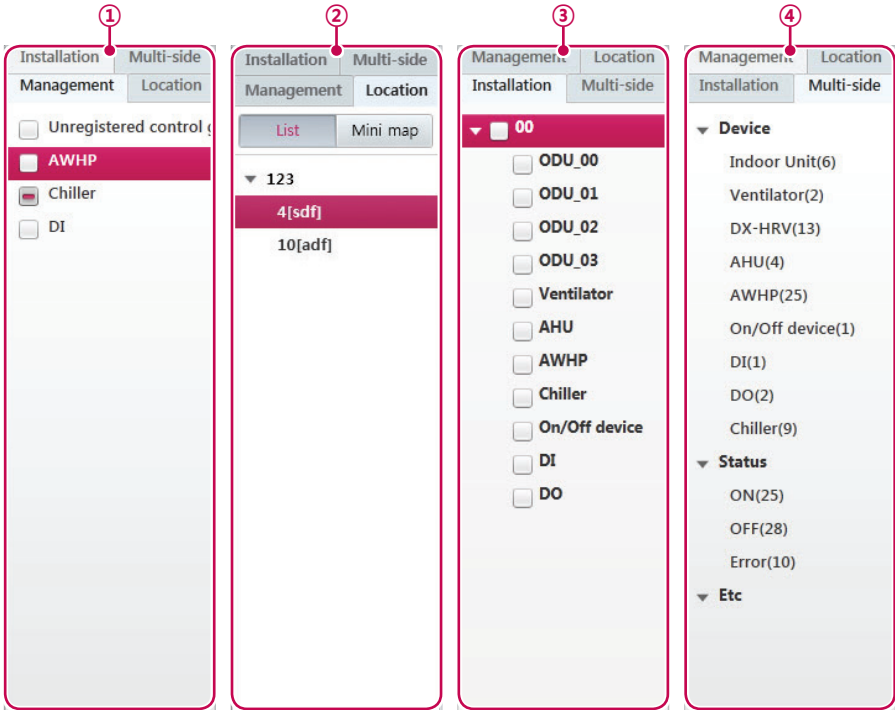 ①
Installation Multi-side
Management Location
Unregistered control
AWHP
Chiller
DI
②
Installation Multi-side
Management Location
List Mini map
123
4[sdf]
10[adf]
③
Management Location
Installation Multi-side
00
ODU_00
ODU_01
ODU_02
ODU_03
Ventilator
AHU
AWHP
Chiller
On/Off device
DI
DO
④
Management Location
Installation Multi-side
Device
Indoor Unit(6)
Ventilator(2)
DX-HRV(13)
AHU(4)
AWHP(25)
On/Off device(1)
DI(1)
DO(2)
Chiller(9)
Status
ON(25)
OFF(28)
Error(10)
Etc